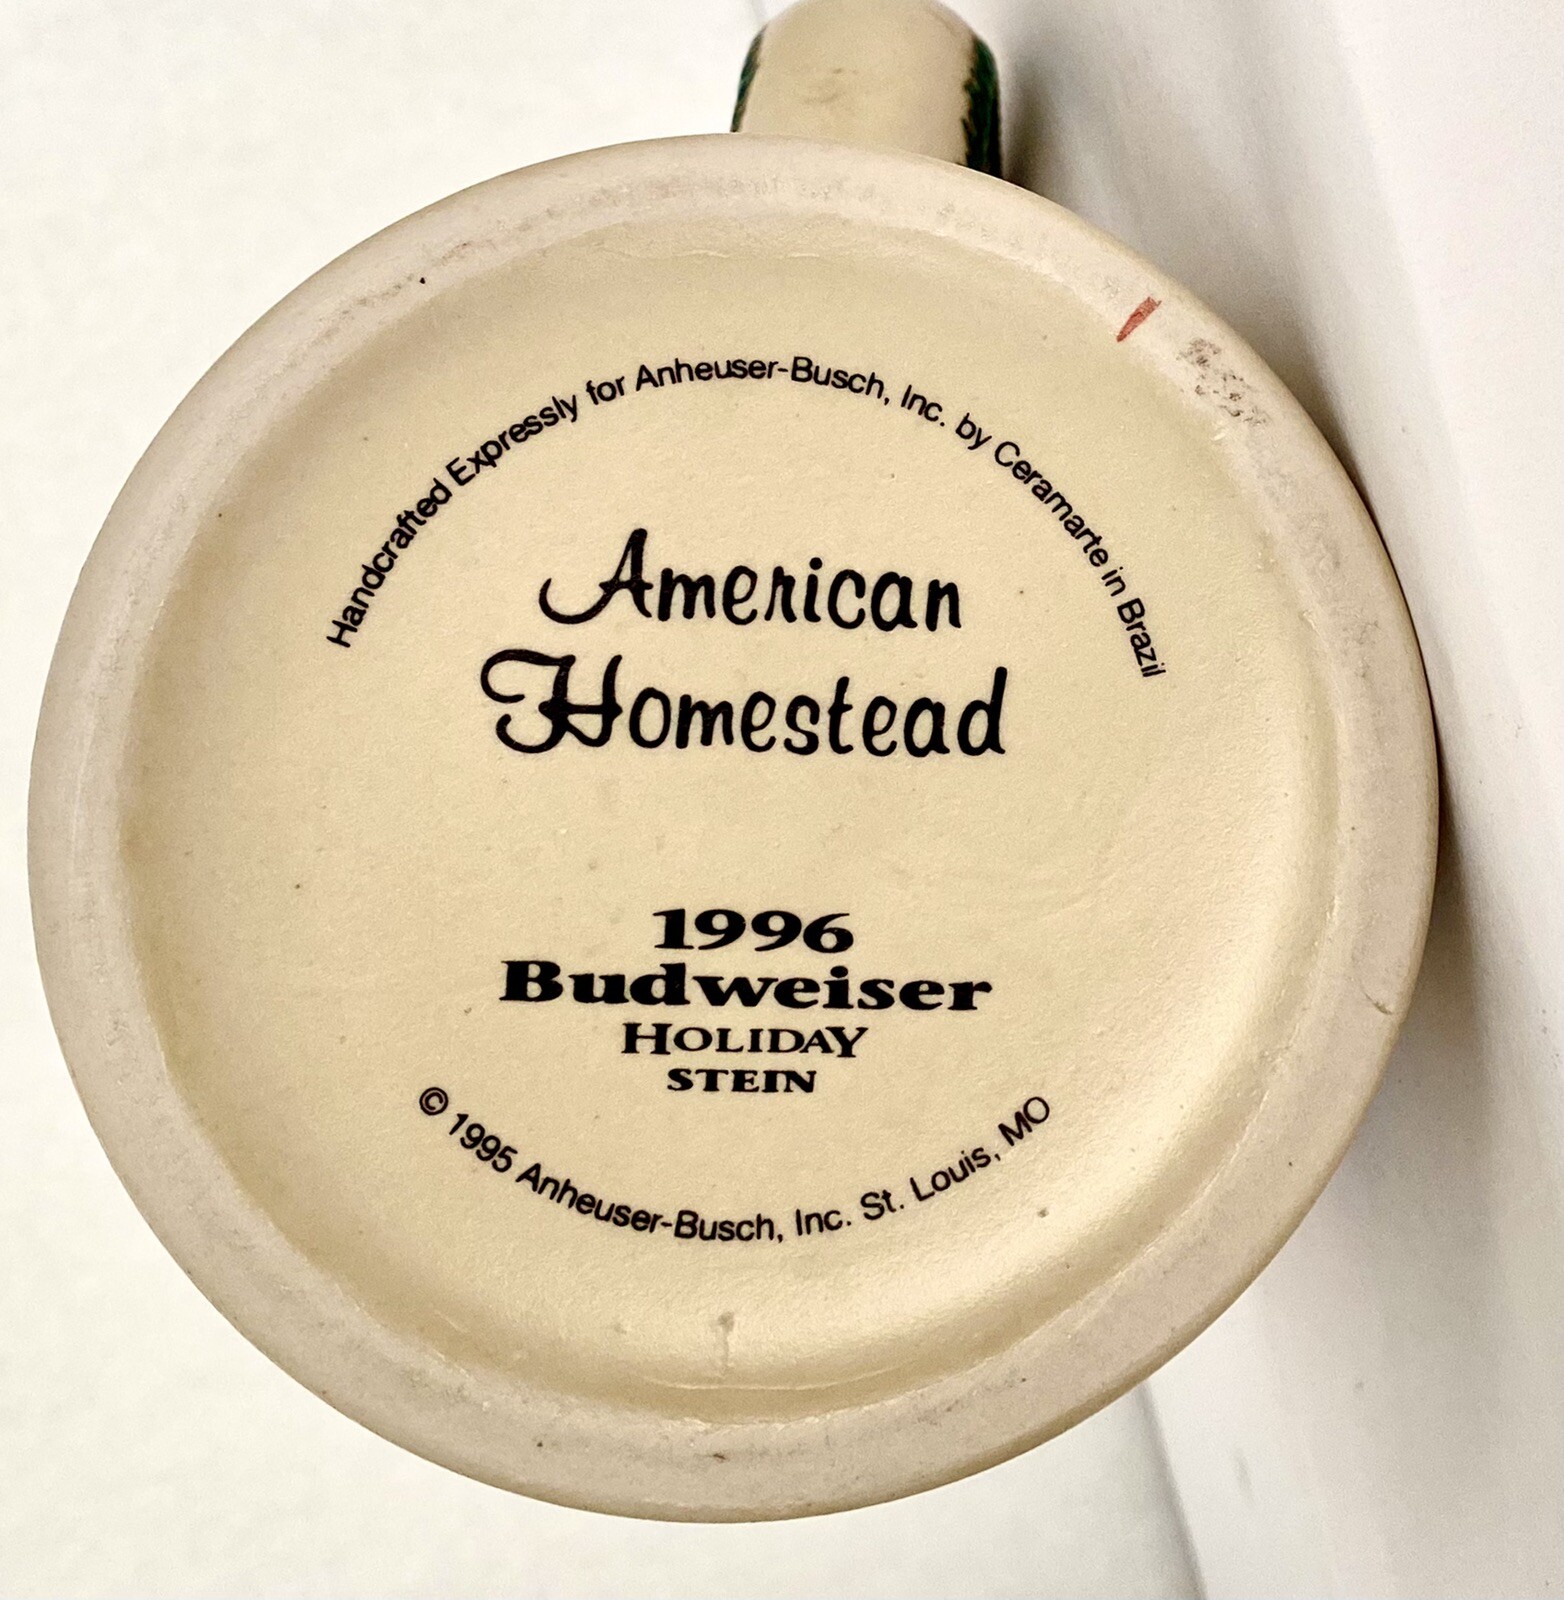 Handcrafted Expressly for Anheuser-Busch, Inc. by Ceramarte in Brazil
American
Homestead
1996
Budweiser
HOLIDAY
STEIN
© 1995 Anheuser-Busch, Inc. St. Louis, MO